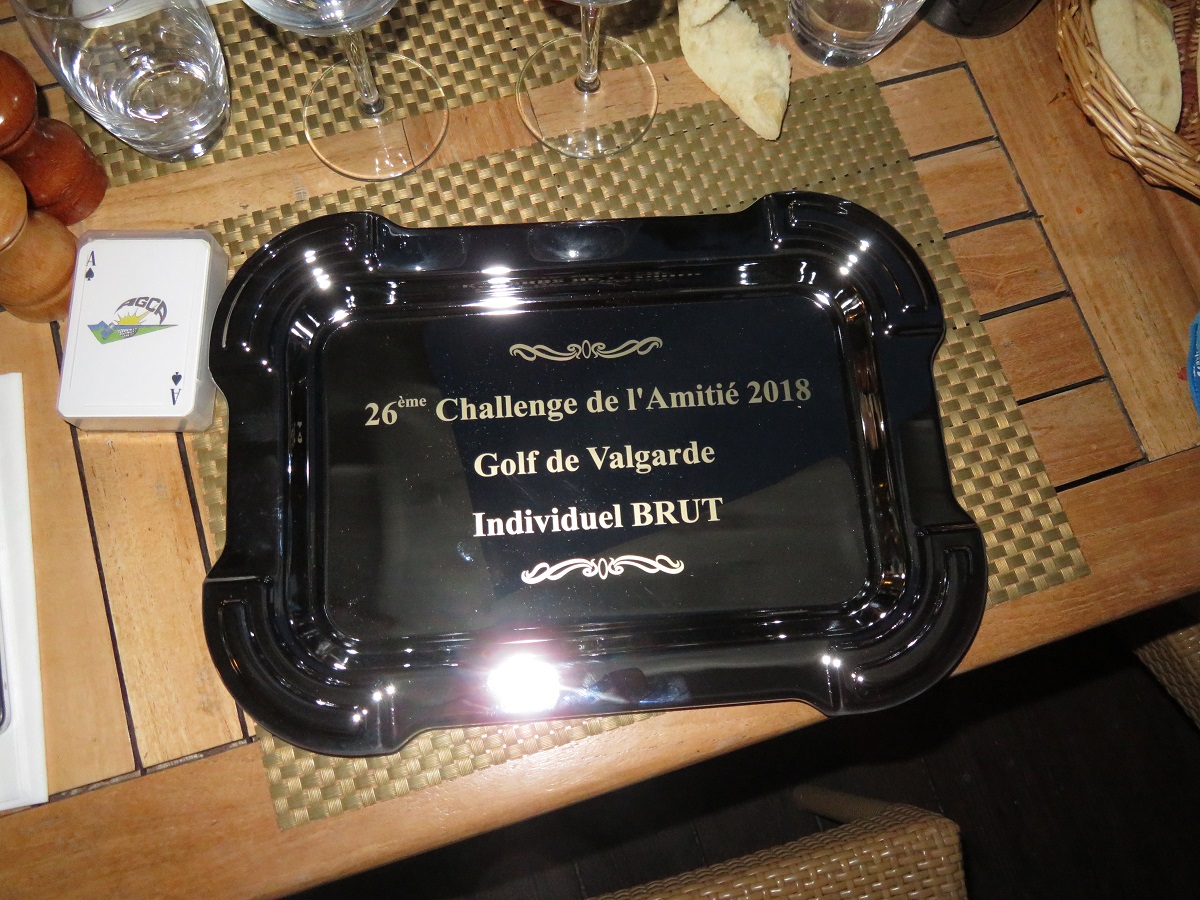 A
AGCA
A
26ème Challenge de l'Amitié 2018
Golf de Valgarde
Individuel BRUT